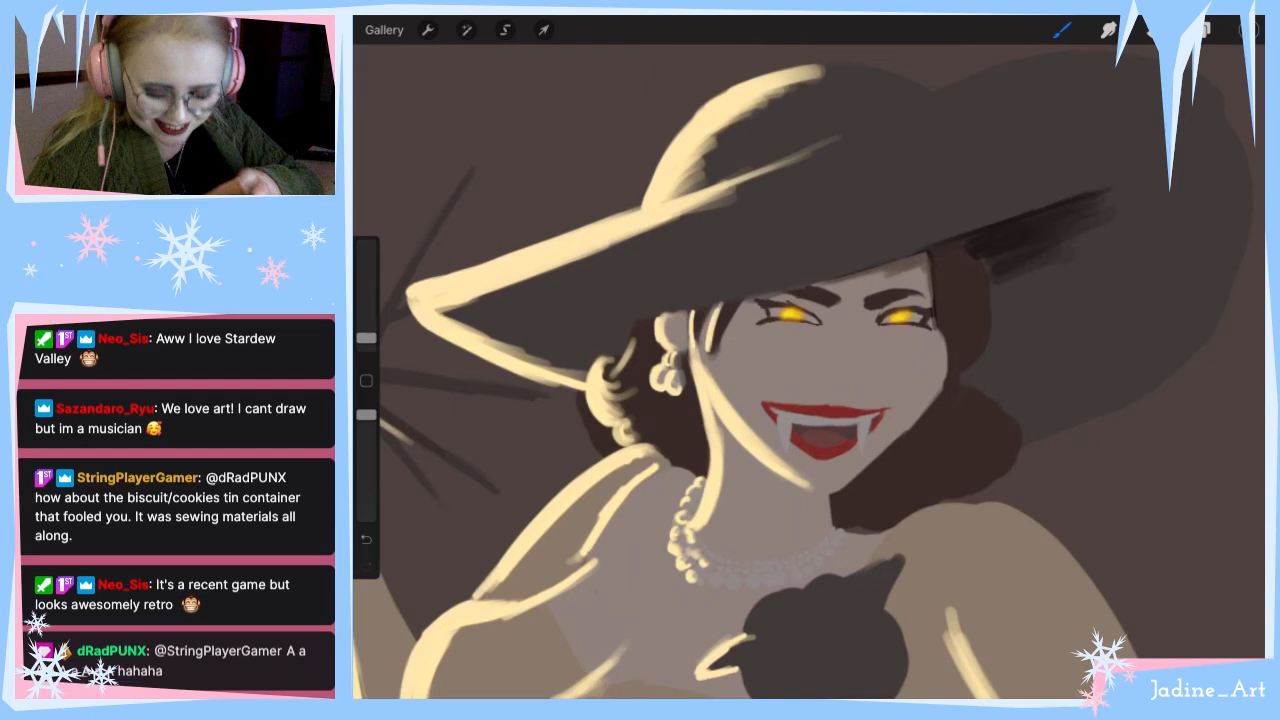 Gallery
Neo_Sis: Aww I love Stardew
Valley
Sazandaro_Ryu: We love art! I cant draw
but im a musician
1ST StringPlayerGamer: @dRadPUNX
how about the biscuit/cookies tin container
that fooled you. It was sewing materials all
along.
1ST Neo_Sis: It's a recent game but
looks awesomely retro
dRadPUNX: @StringPlayerGamer A a
hahaha
Jadine_Art